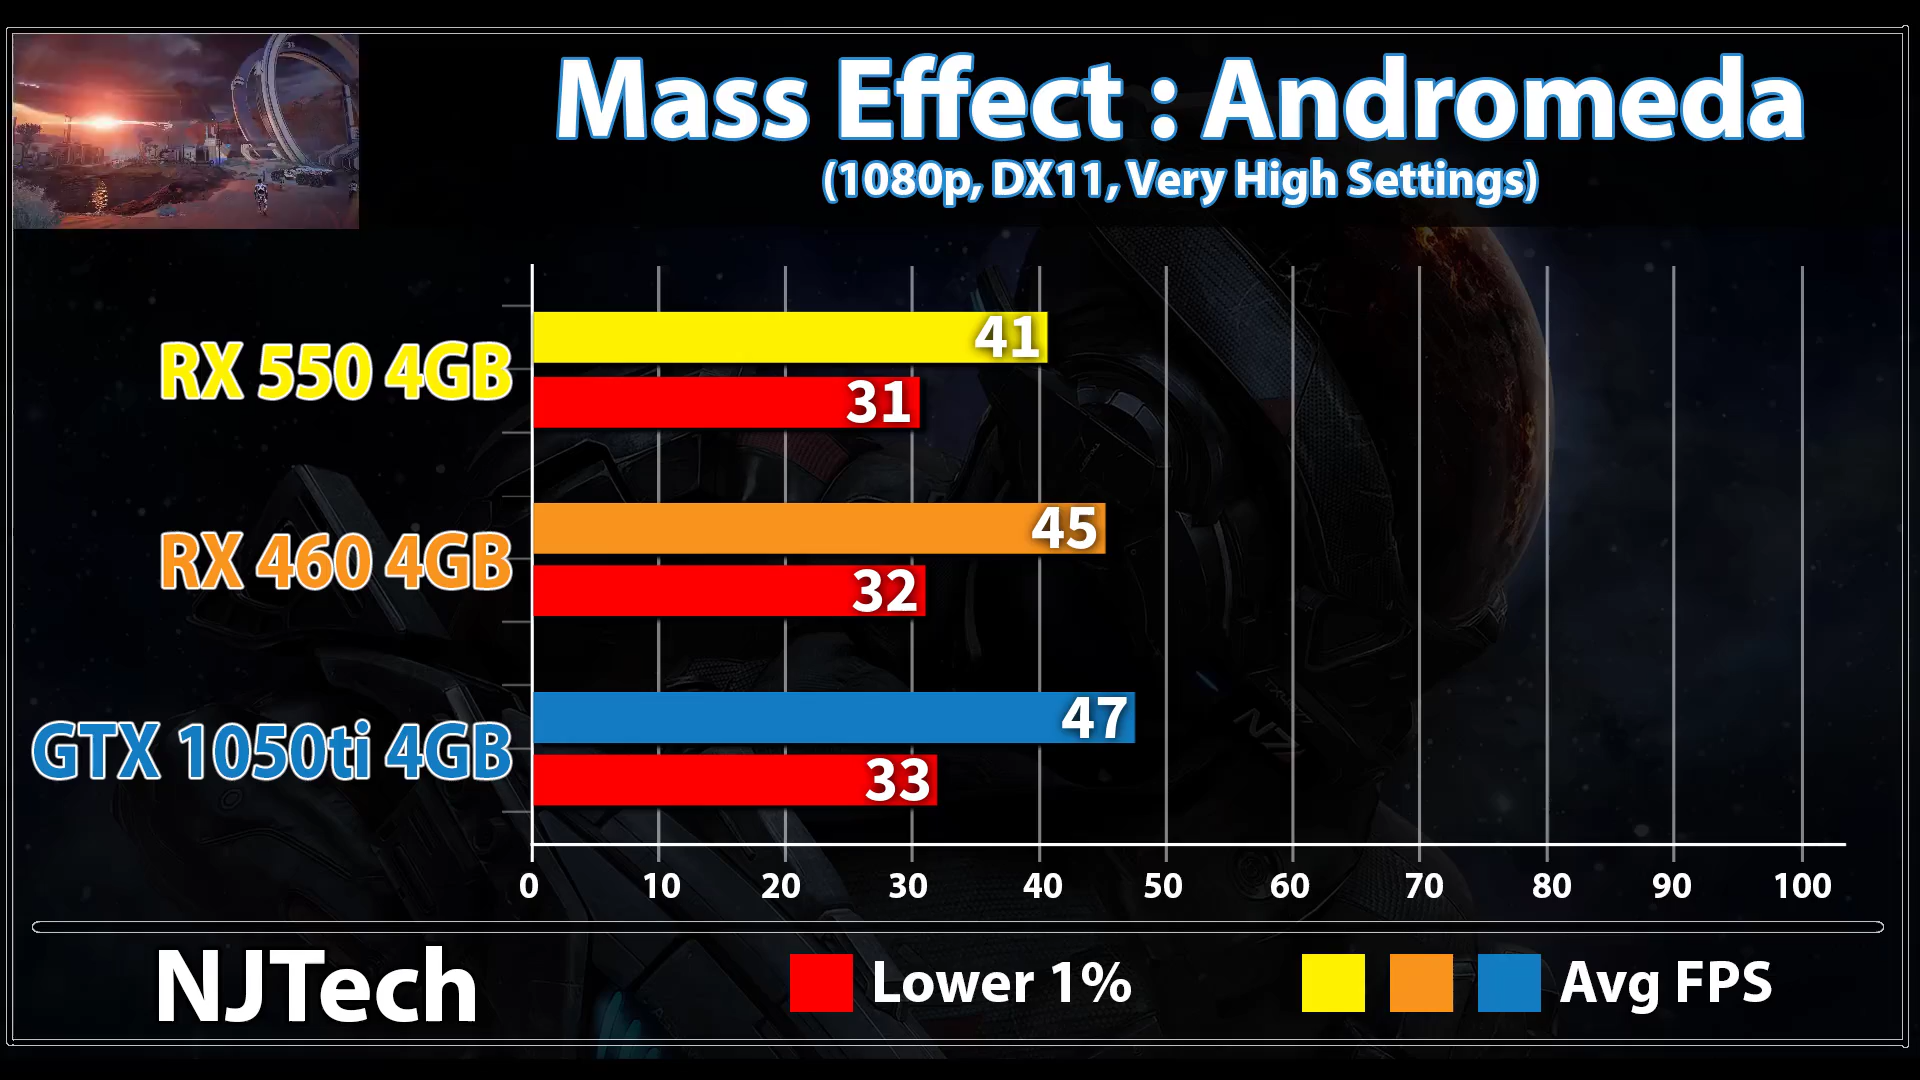 Mass Effect : Andromeda
(1080p, DX11, Very High Settings)
RX 550 4GB
41
31
RX 460 4GB
45
32
GTX 1050ti 4GB
47
33
0 10 20 30 40 50 60 70 80 90 100
NJTech
Lower 1%
Avg FPS
N7